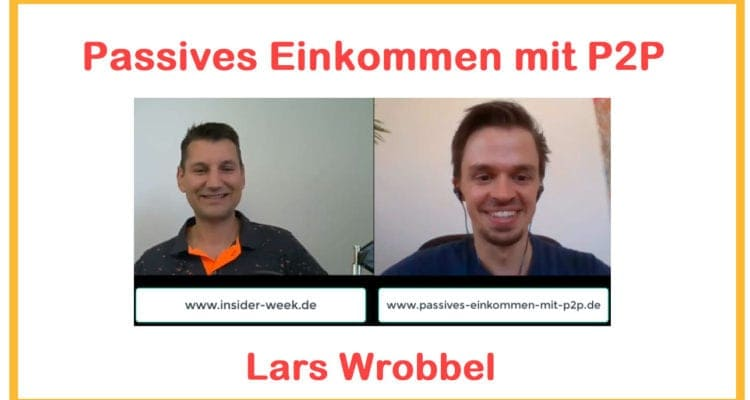 Passives Einkommen mit P2P
www.insider-week.de
www.passives-einkommen-mit-p2p.de
Lars Wrobbel